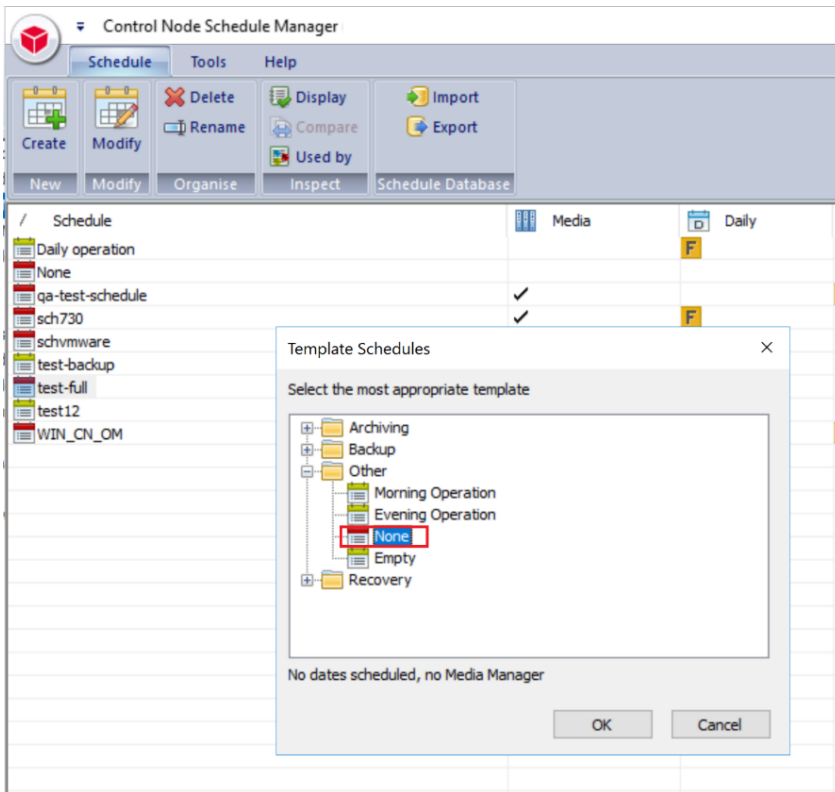 Control Node Schedule Manager
Schedule Tools Help
Create
Modify
Delete
Rename
Display
Compare
Used by
Import
Export
New Modify Organise Inspect Schedule Database
/ Schedule Media D Daily
Daily operation F
None
qa-test-schedule
sch730 F
schvmware
test-backup
test-full
test12
WIN_CN_OM
Template Schedules
Select the most appropriate template
Archiving
Backup
Other
Morning Operation
Evening Operation
None
Empty
Recovery
No dates scheduled, no Media Manager
OK Cancel